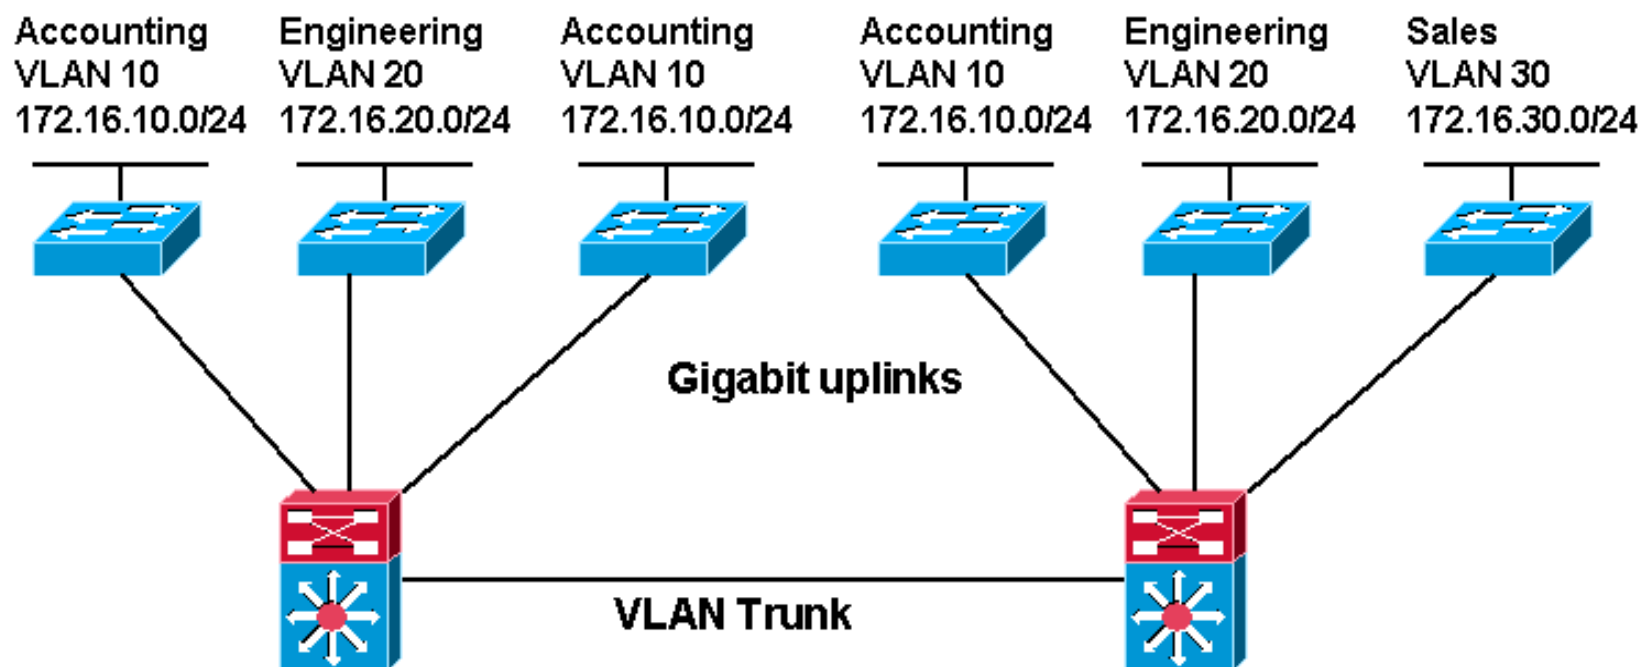 Accounting
VLAN 10
172.16.10.0/24
Engineering
VLAN 20
172.16.20.0/24
Accounting
VLAN 10
172.16.10.0/24
Accounting
VLAN 10
172.16.10.0/24
Engineering
VLAN 20
172.16.20.0/24
Sales
VLAN 30
172.16.30.0/24
Gigabit uplinks
VLAN Trunk